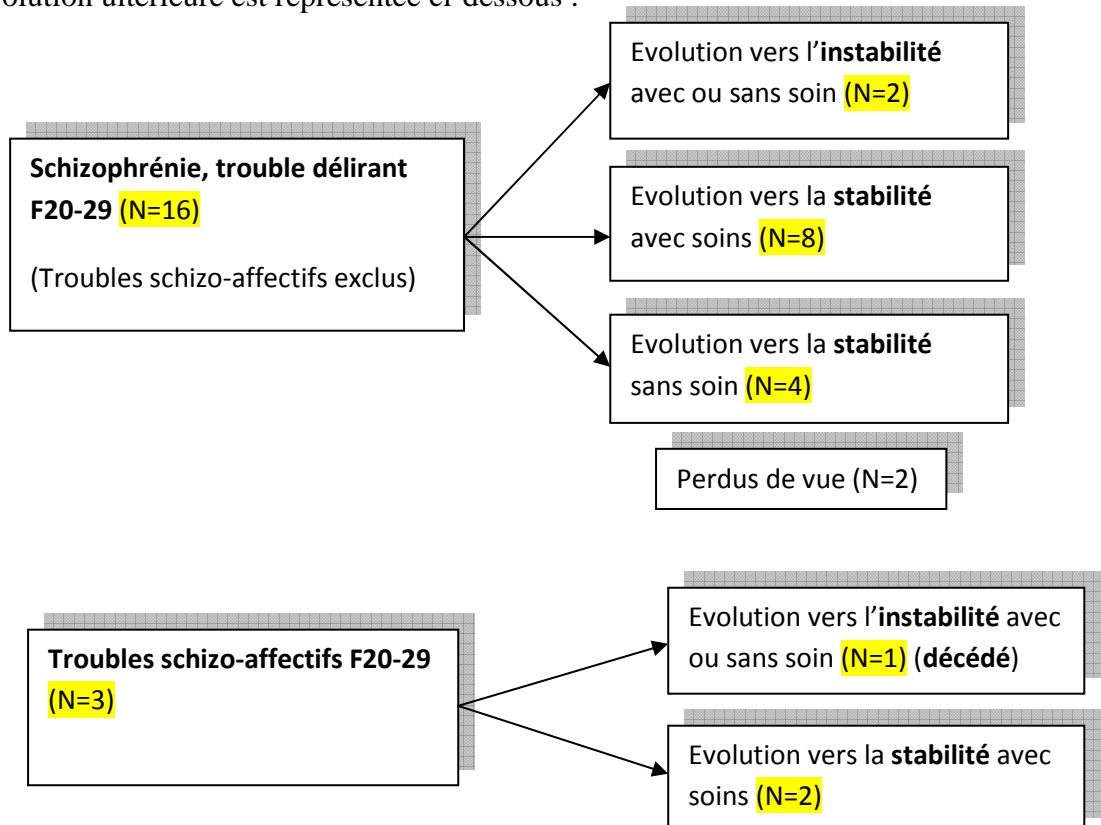 olution ultérieure est représentée ci-dessous :
Evolution vers l’instabilité
avec ou sans soin (N=2)
Schizophrénie, trouble délirant
F20-29 (N=16)
(Troubles schizo-affectifs exclus)
Evolution vers la stabilité
avec soins (N=8)
Evolution vers la stabilité
sans soin (N=4)
Perdus de vue (N=2)
Troubles schizo-affectifs F20-29
(N=3)
Evolution vers l’instabilité avec
ou sans soin (N=1) (décédé)
Evolution vers la stabilité avec
soins (N=2)